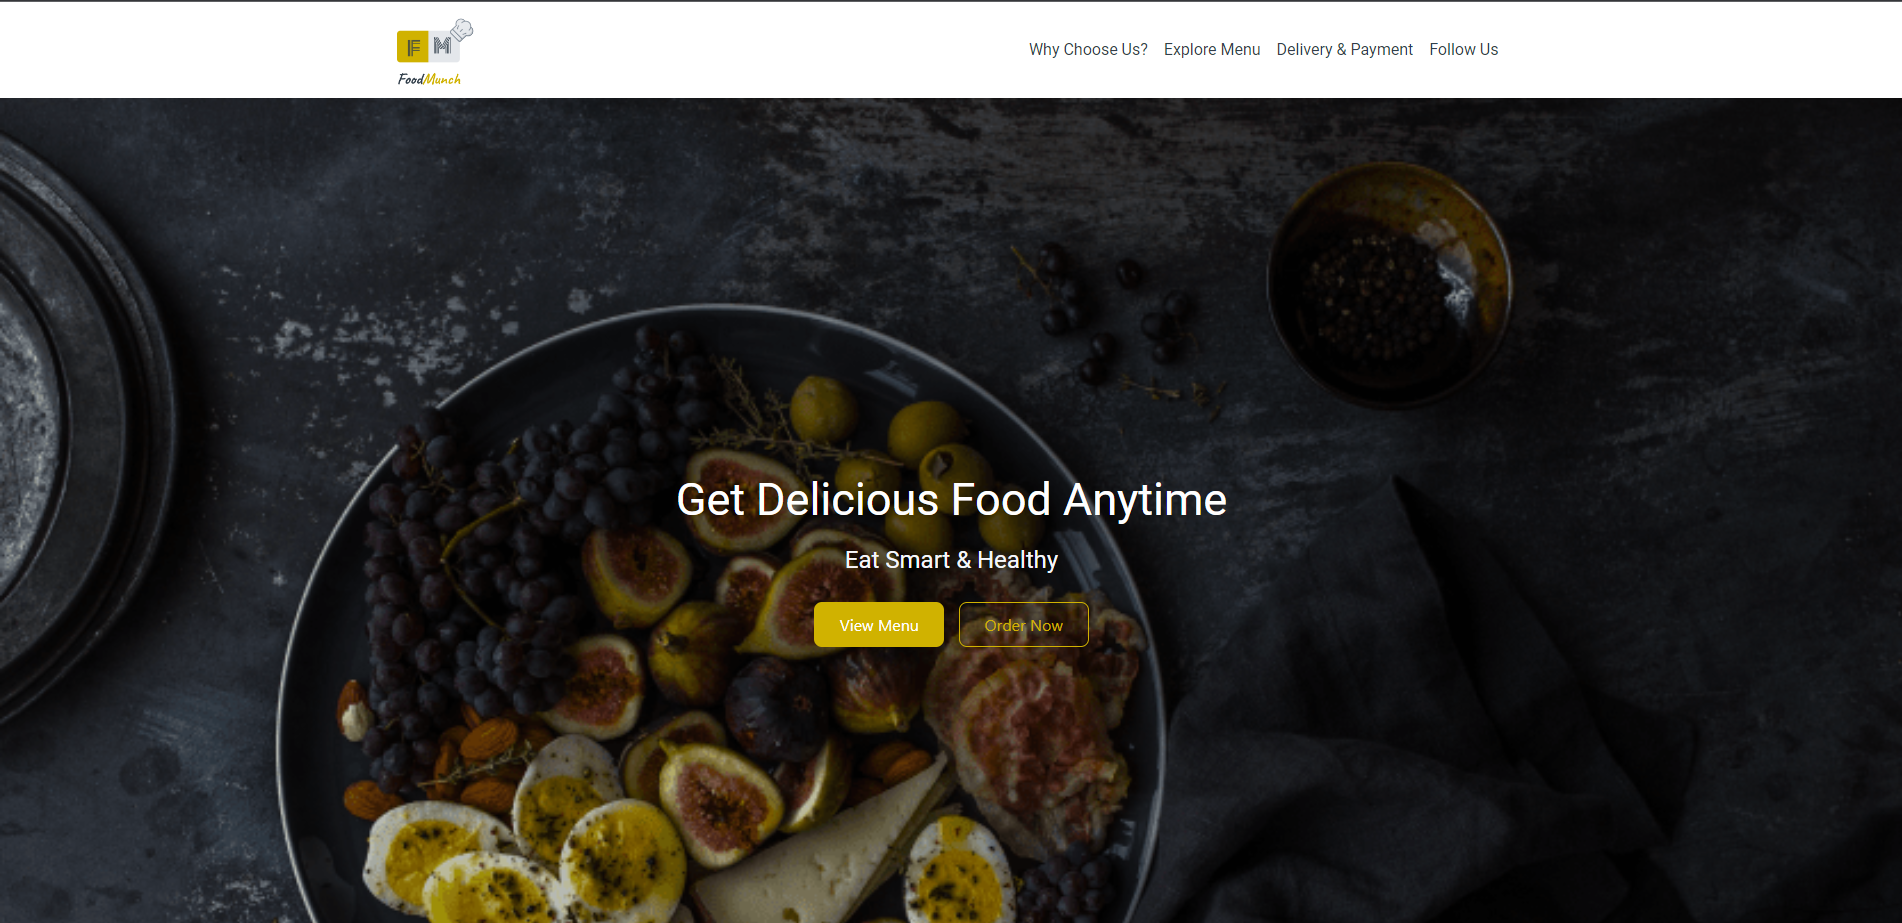 F M
FoodMunch
Why Choose Us? Explore Menu Delivery & Payment Follow Us
Get Delicious Food Anytime
Eat Smart & Healthy
View Menu Order Now